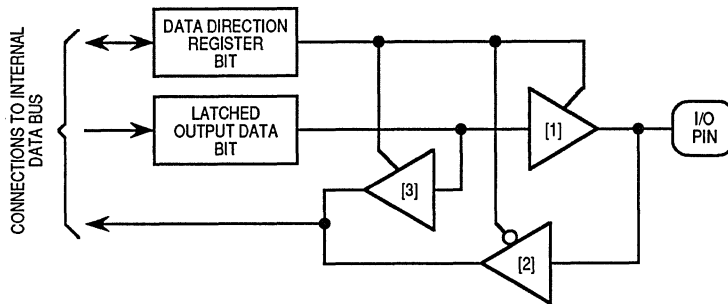 CONNECTIONS TO INTERNAL
DATA BUS
DATA DIRECTION
REGISTER
BIT
LATCHED
OUTPUT DATA
BIT
[1]
I/O
PIN
[3]
[2]